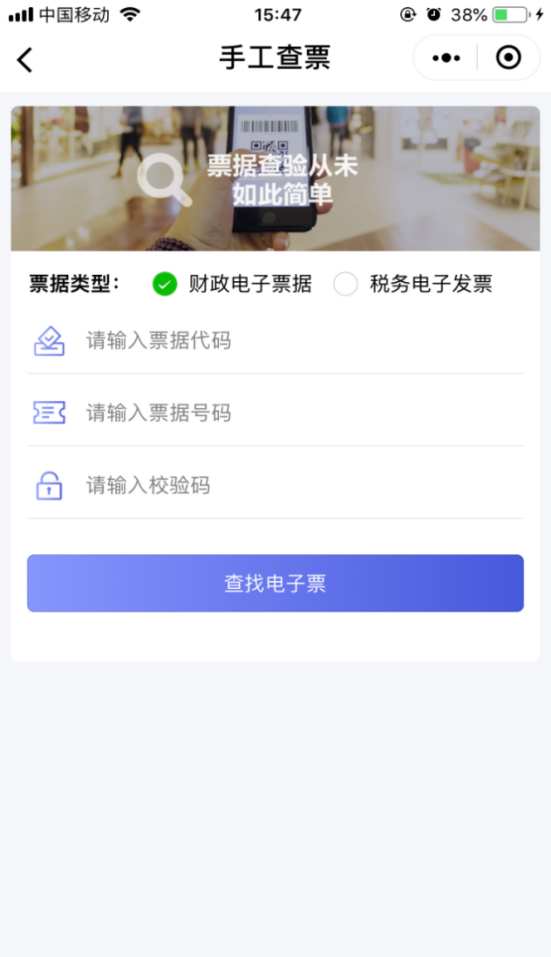 中国移动 15:47 38%
手工查票
票据查验从未
如此简单
票据类型： 财政电子票据 税务电子发票
请输入票据代码
请输入票据号码
请输入校验码
查找电子票